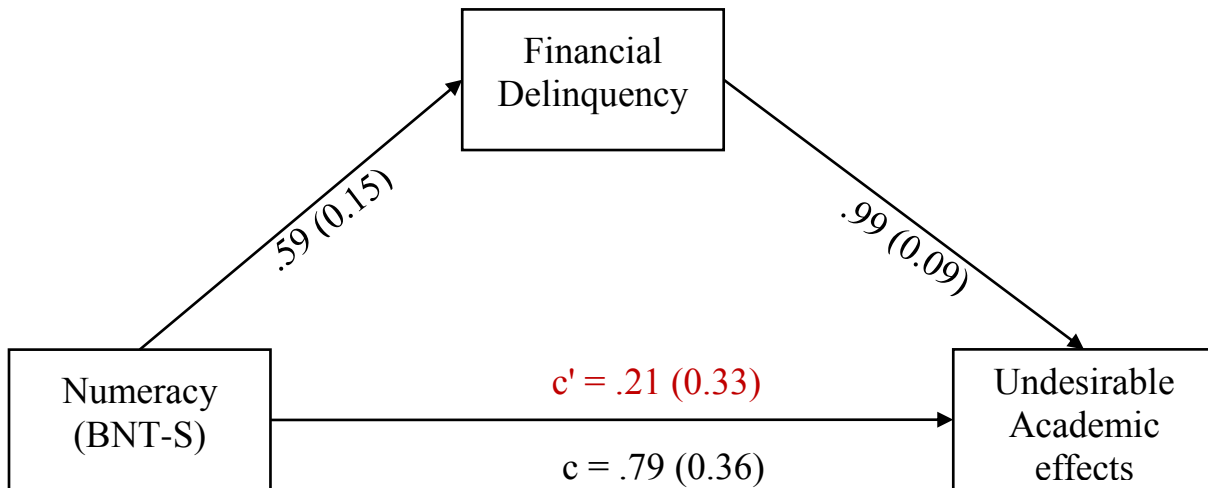 Financial
Delinquency
.59 (0.15)
.99 (0.09)
Numeracy
(BNT-S)
c' = .21 (0.33)
c = .79 (0.36)
Undesirable
Academic
effects